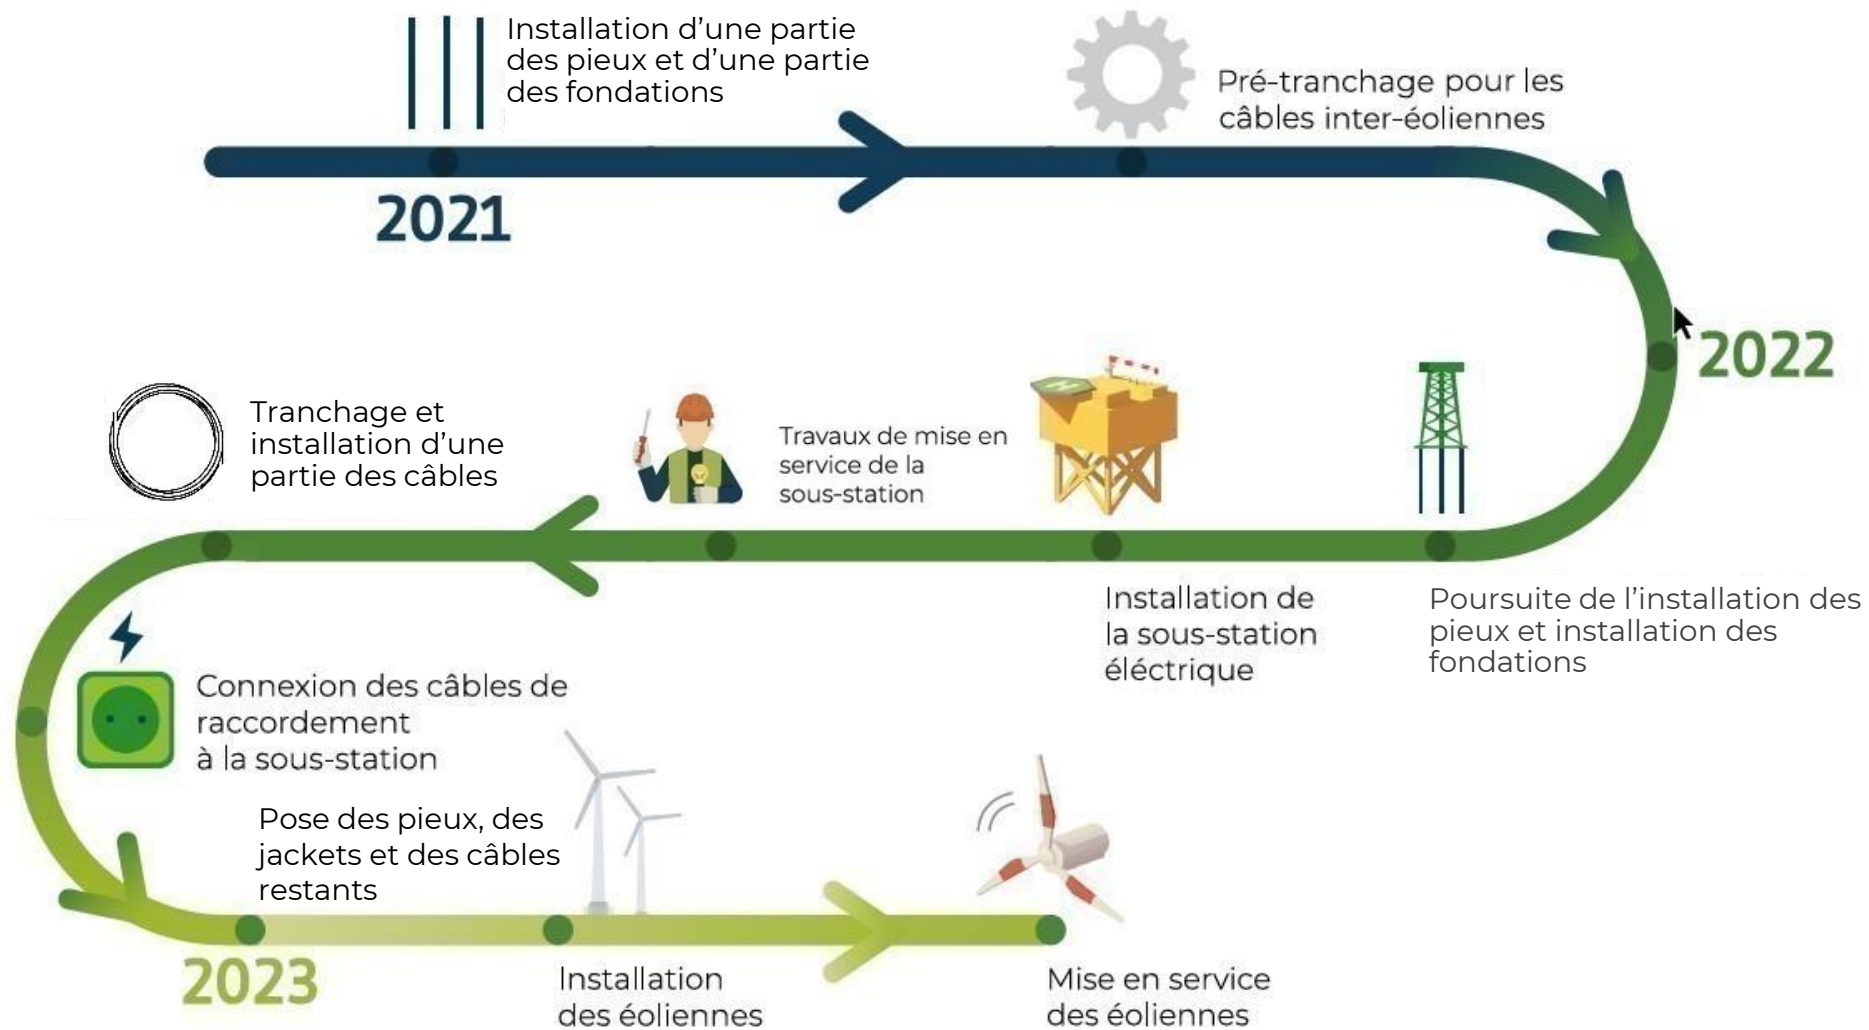 Installation d’une partie
des pieux et d’une partie
des fondations
Pré-tranchage pour les
câbles inter-éoliennes
2021
2022
Poursuite de l’installation des
pieux et installation des
fondations
Installation de
la sous-station
éléctrique
Travaux de mise en
service de la
sous-station
Tranchage et
installation d’une
partie des câbles
Connexion des câbles de
raccordement
à la sous-station
2023
Pose des pieux, des
jackets et des câbles
restants
Installation
des éoliennes
Mise en service
des éoliennes